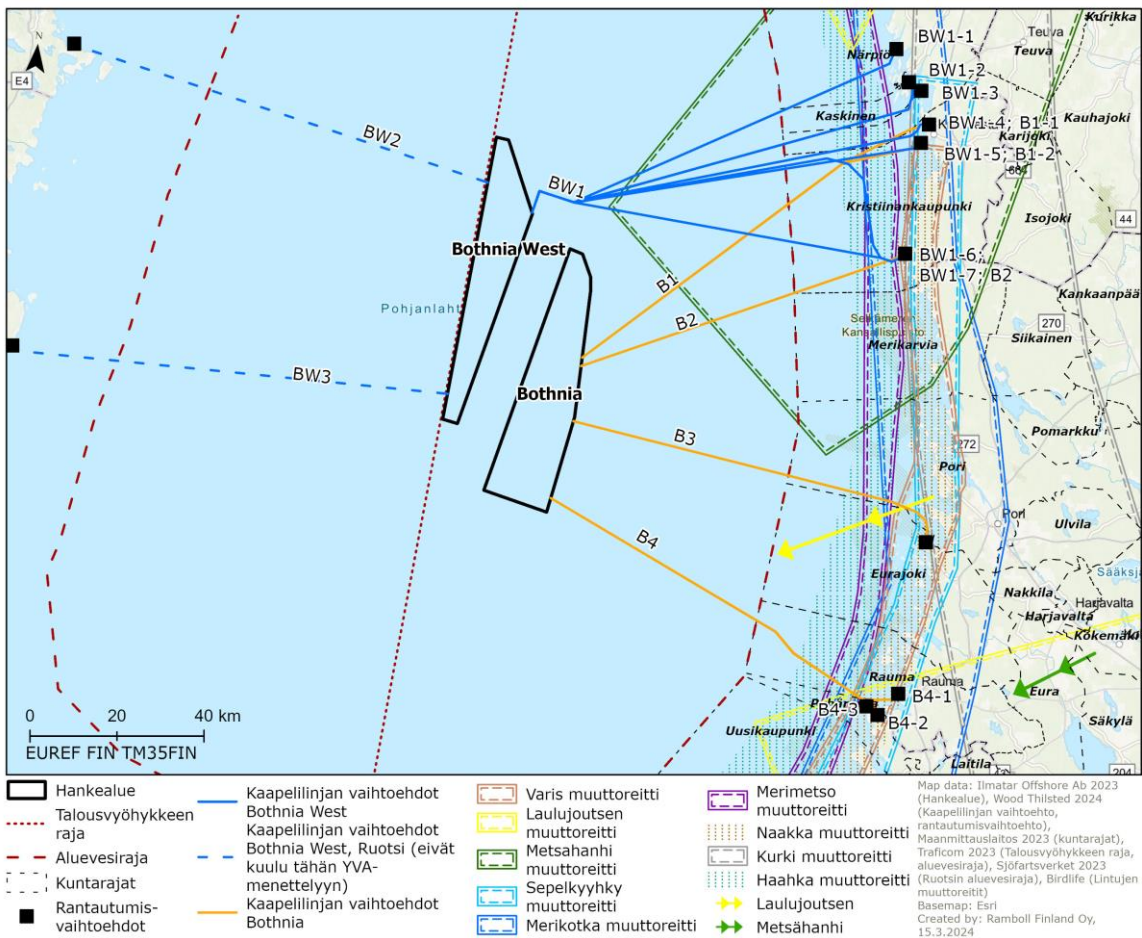 N
E4
Kurikka
Teuva
Teuva
Närpiö
BW1-1
BW1-2
BW1-3
BW2
Kaskinen
Kauhajoki
BW1-4; B1-1
Karijoki
BW1-5; B1-2
664
BW1
Kristiinankaupunki
Isojoki
44
Bothnia West
BW1-6;
BW1-7; B2
B1
Kankaanpää
Pohjanlahti
B2
270
Siikainen
Merikarvia
BW3
Bothnia
B3
Pomarkku
272
Pori
Pori
Ulvila
B4
Eurajoki
Sääksjä
Nakkila
Harjavalta
Harjavalta
Kokemäki
Rauma
Rauma
B4-1
Eura
B4-3
B4-2
Säkylä
Uusikaupunki
Laitila
204
0 20 40 km
EUREF FIN TM35FIN
Hankealue
Talousvyöhykkeen
raja
Aluevesiraja
Kuntarajat
Rantautumis-
vaihtoehdot
Kaapelilinjan vaihtoehdot
Bothnia West
Kaapelilinjan vaihtoehdot
Bothnia West, Ruotsi (eivät
kuulu tähän YVA-
menettelyyn)
Kaapelilinjan vaihtoehdot
Bothnia
Varis muuttoreitti
Laulujoutsen
muuttoreitti
Metsahanhi
muuttoreitti
Sepelkyyhky
muuttoreitti
Merikotka muuttoreitti
Merimetso
muuttoreitti
Naakka muuttoreitti
Kurki muuttoreitti
Haahka muuttoreitti
Laulujoutsen
Metsähanhi
Map data: Ilmatar Offshore Ab 2023
(Hankealue), Wood Thilsted 2024
(Kaapelilinjan vaihtoehto,
rantautumisvaihtoehto),
Maanmittauslaitos 2023 (kuntarajat),
Traficom 2023 (Talousvyöhykkeen raja,
aluevesiraja), Sjöfartsverket 2023
(Ruotsin aluevesiraja), Birdlife (Lintujen
muuttoreitit)
Basemap: Esri
Created by: Ramboll Finland Oy,
15.3.2024